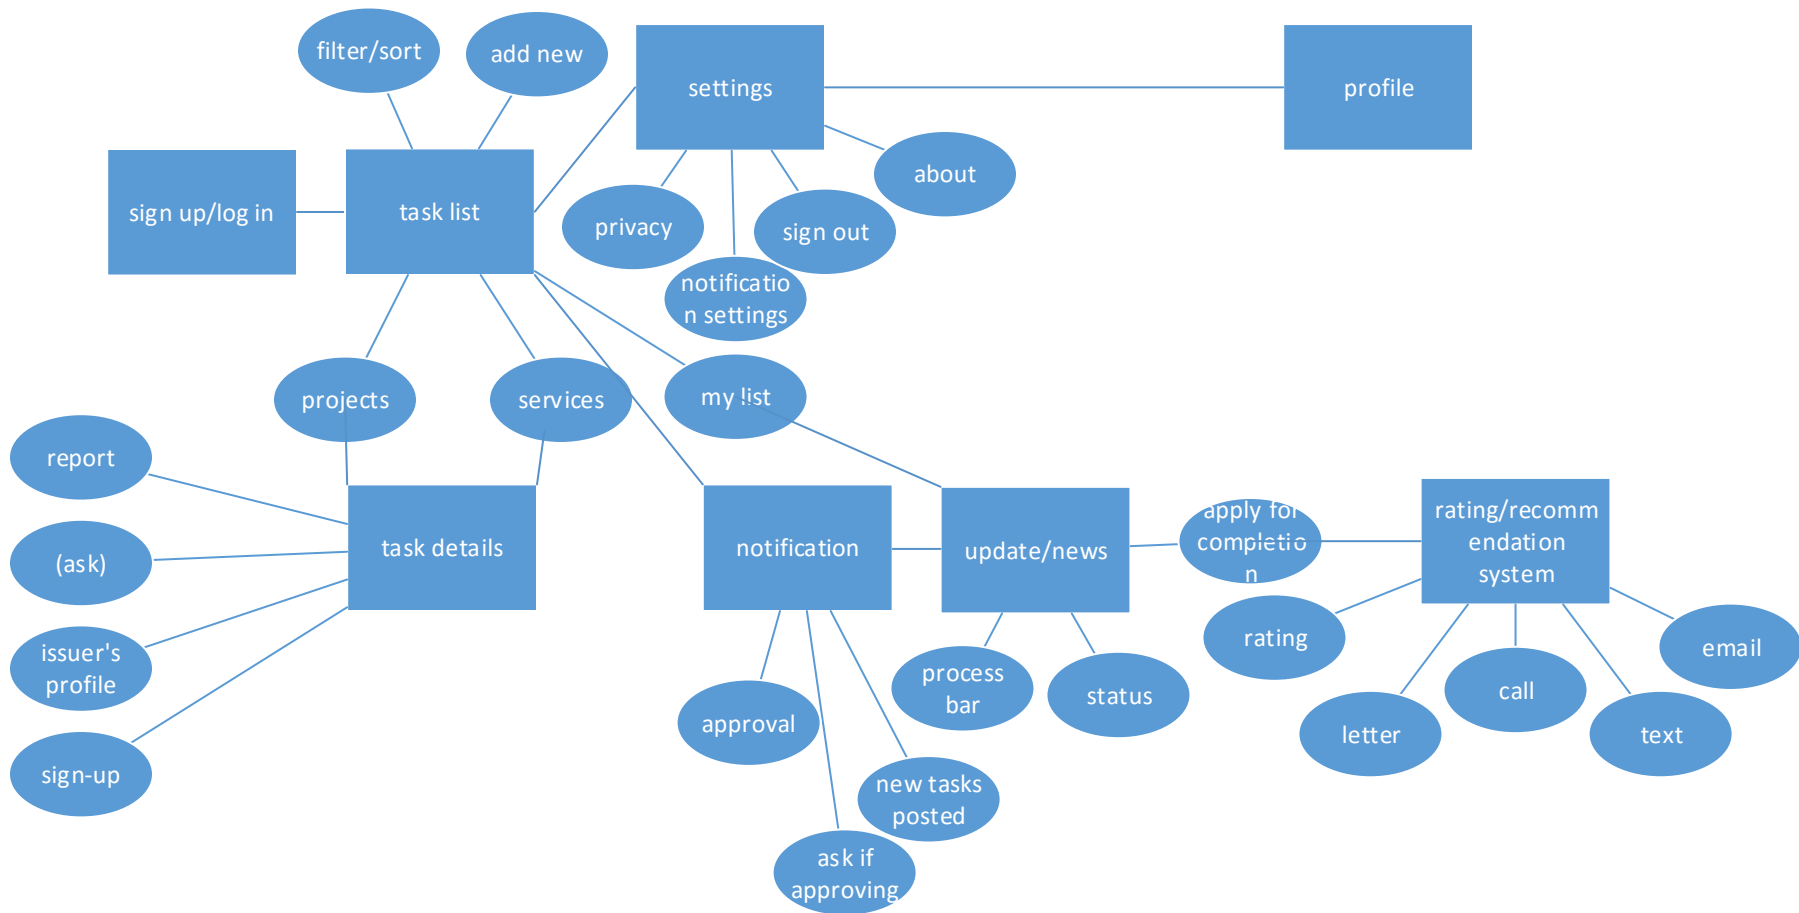 filter/sort
add new
settings
profile
sign up/log in
task list
about
privacy
sign out
notificatio
n settings
projects
services
my list
report
(ask)
issuer's
profile
sign-up
task details
notification
update/news
apply for
completio
n
rating/recomm
endation
system
approval
process
bar
status
new tasks
posted
ask if
approving
rating
letter
call
text
email